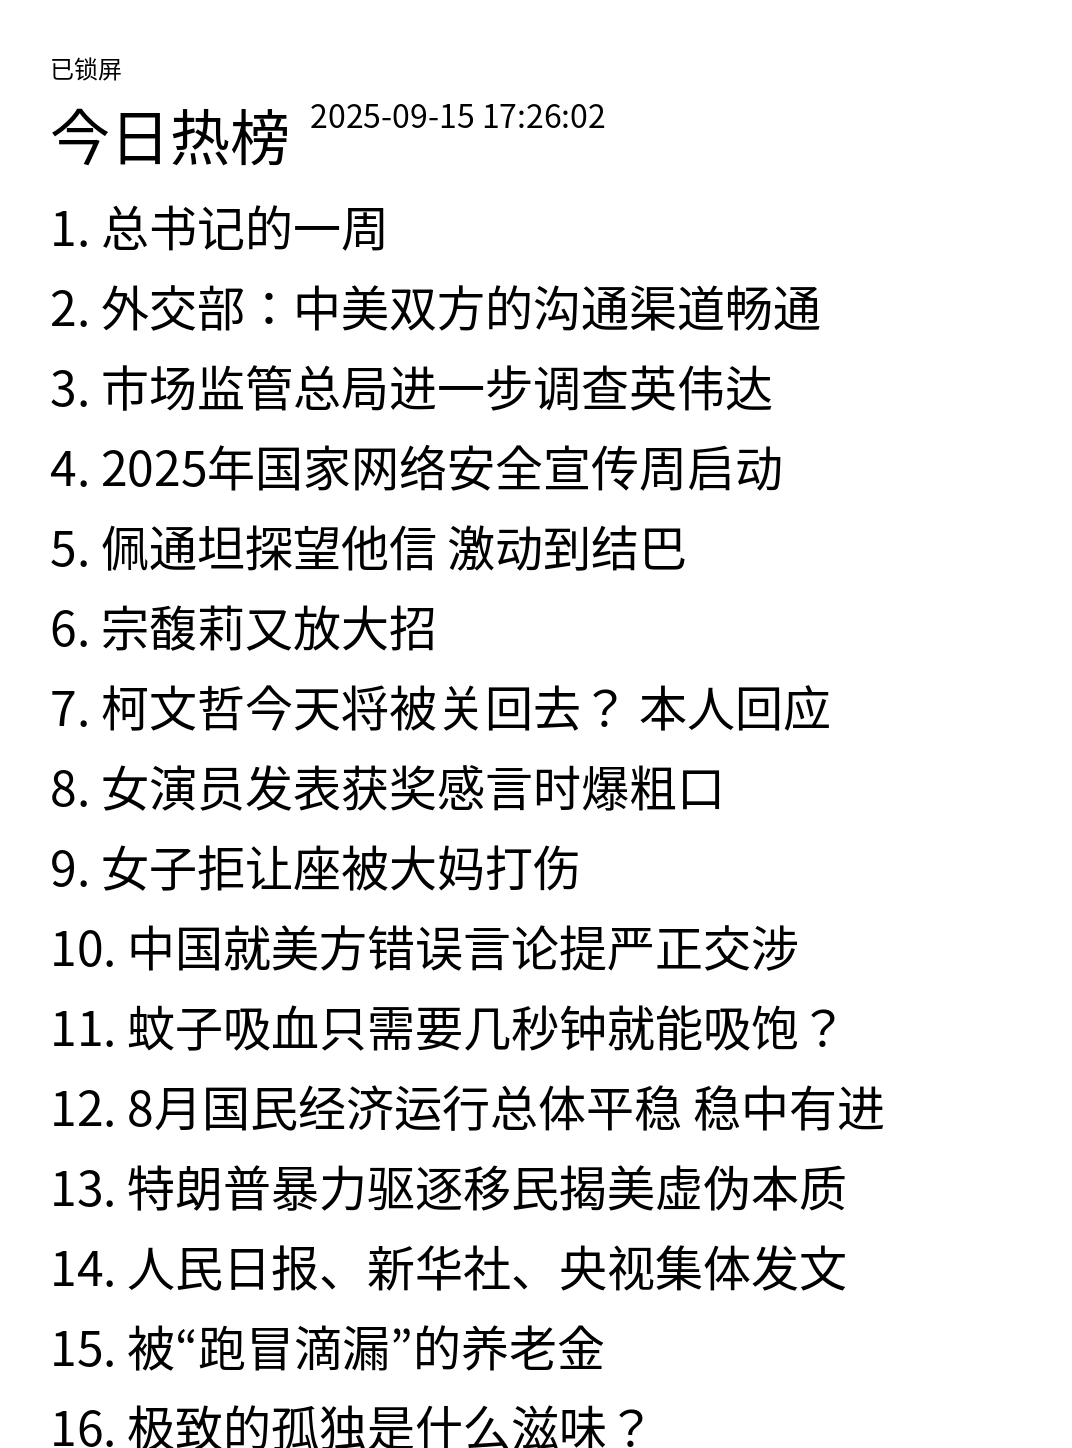 已锁屏
今日热榜 2025-09-15 17:26:02
1. 总书记的一周
2. 外交部：中美双方的沟通渠道畅通
3. 市场监管总局进一步调查英伟达
4. 2025年国家网络安全宣传周启动
5. 佩通坦探望他信 激动到结巴
6. 宗馥莉又放大招
7. 柯文哲今天将被关回去？ 本人回应
8. 女演员发表获奖感言时爆粗口
9. 女子拒让座被大妈打伤
10. 中国就美方错误言论提严正交涉
11. 蚊子吸血只需要几秒钟就能吸饱？
12. 8月国民经济运行总体平稳 稳中有进
13. 特朗普暴力驱逐移民揭美虚伪本质
14. 人民日报、新华社、央视集体发文
15. 被“跑冒滴漏”的养老金
16. 极致的孤独是什么滋味？